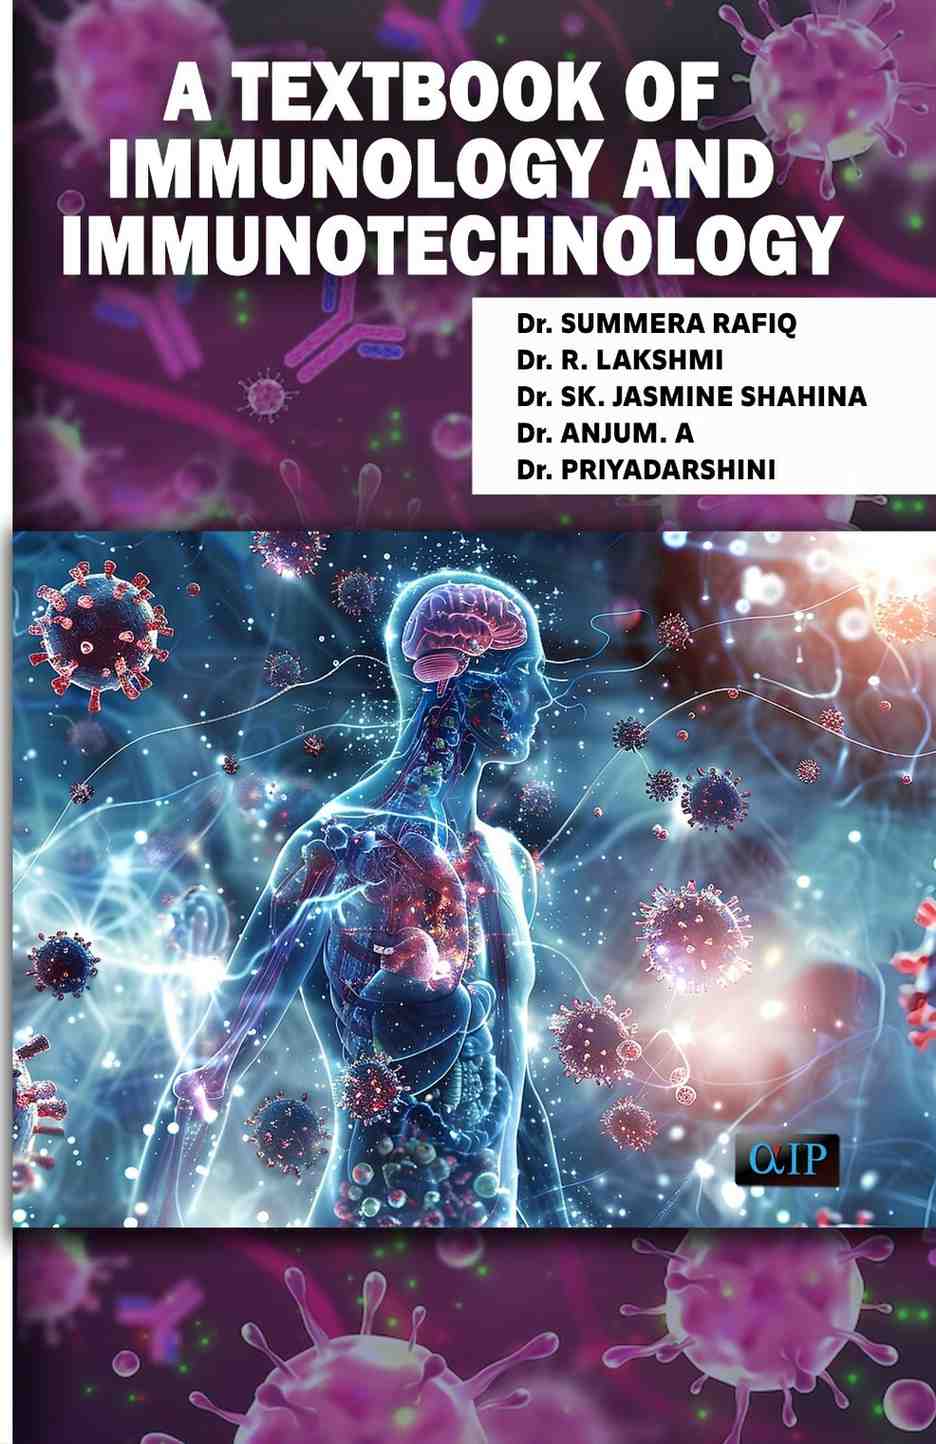 A TEXTBOOK OF
IMMUNOLOGY AND
IMMUNOTECHNOLOGY
Dr. SUMMERA RAFIQ
Dr. R. LAKSHMI
Dr. SK. JASMINE SHAHINA
Dr. ANJUM. A
Dr. PRIYADARSHINI
αIP